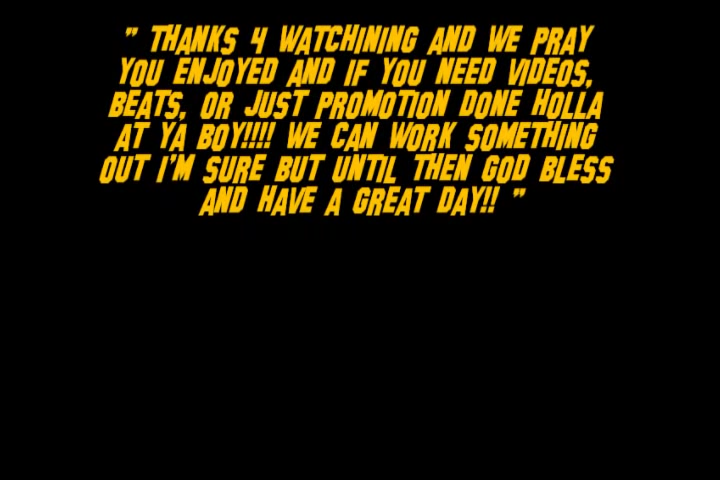 " THANKS 4 WATCHINING AND WE PRAY
YOU ENJOYED AND IF YOU NEED VIDEOS,
BEATS, OR JUST PROMOTION DONE HOLLA
AT YA BOY!!!! WE CAN WORK SOMETHING
OUT I'M SURE BUT UNTIL THEN GOD BLESS
AND HAVE A GREAT DAY!! "